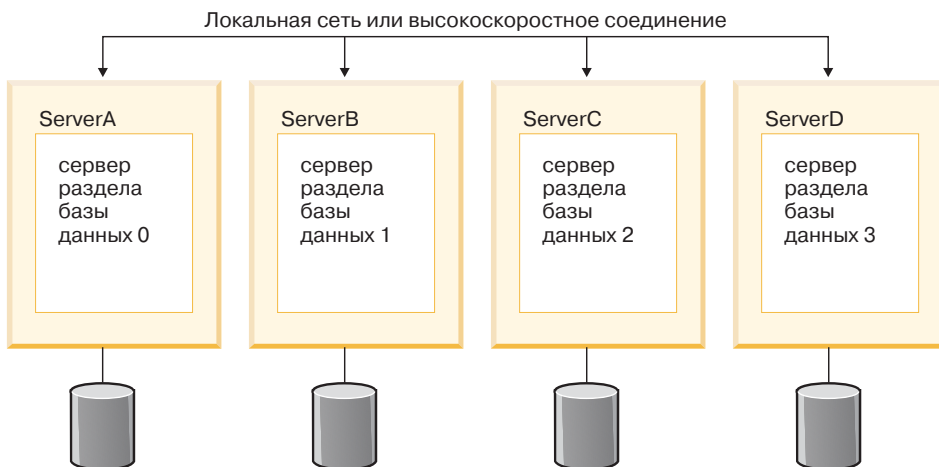 Локальная сеть или высокоскоростное соединение
ServerA
сервер
раздела
базы
данных 0
ServerB
сервер
раздела
базы
данных 1
ServerC
сервер
раздела
базы
данных 2
ServerD
сервер
раздела
базы
данных 3